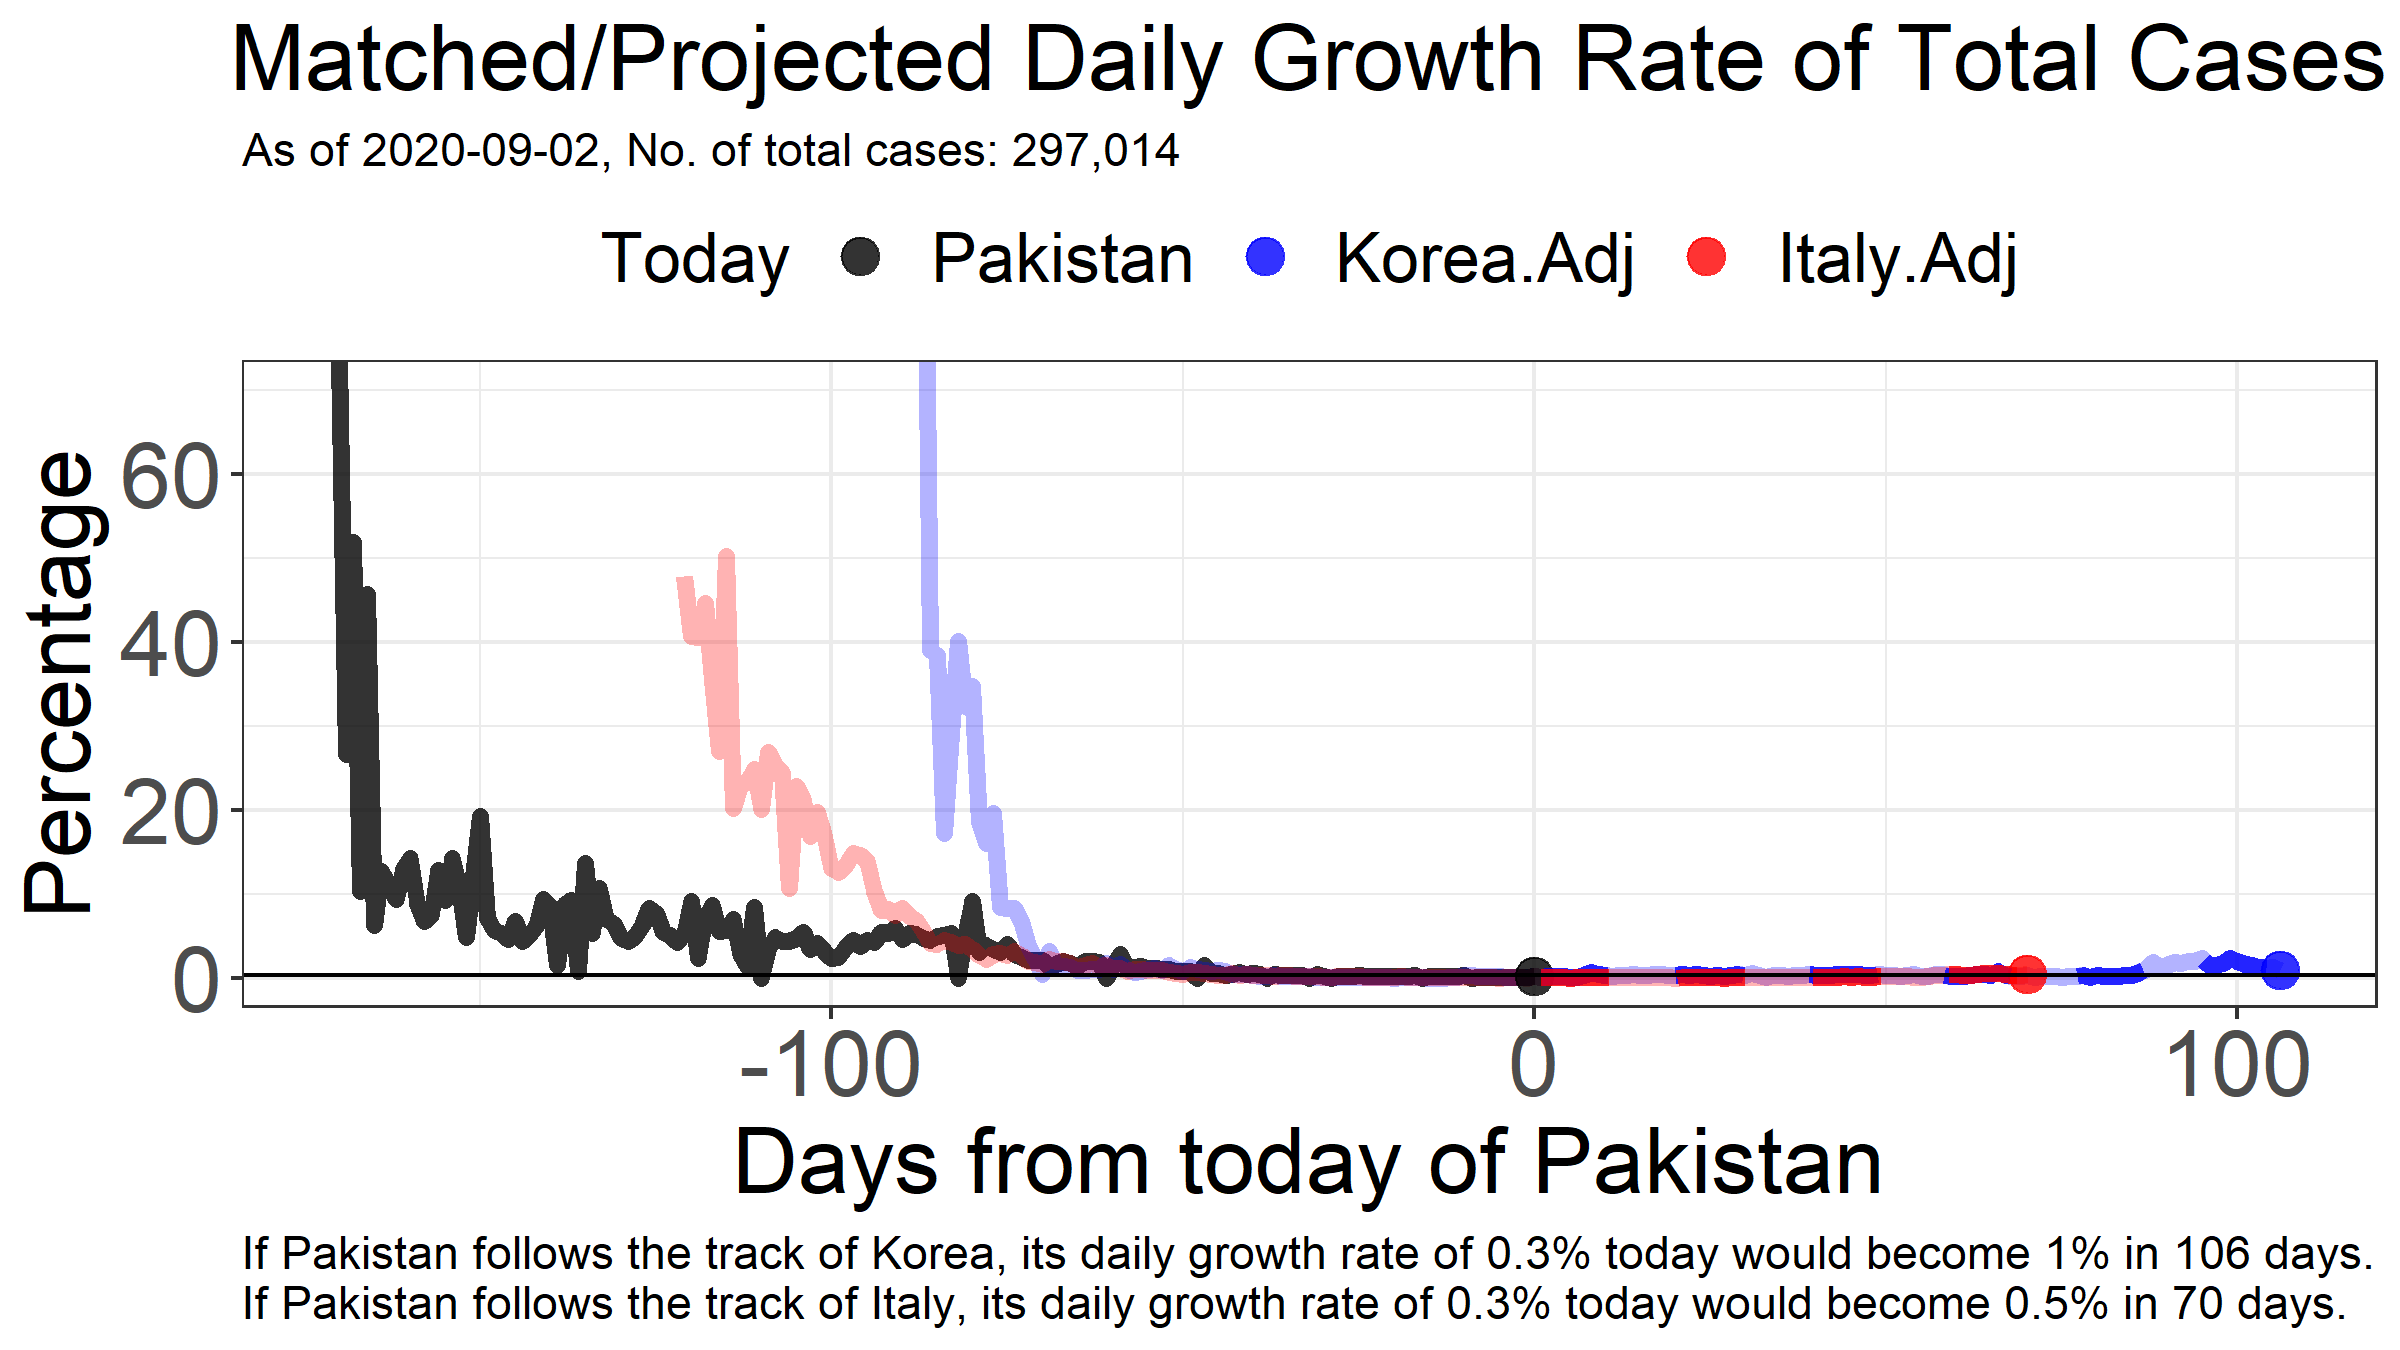 Matched/Projected Daily Growth Rate of Total Cases
As of 2020-09-02, No. of total cases: 297,014
Today Pakistan Korea.Adj Italy.Adj
Percentage
60
40
20
0
-100 0 100
Days from today of Pakistan
If Pakistan follows the track of Korea, its daily growth rate of 0.3% today would become 1% in 106 days.
If Pakistan follows the track of Italy, its daily growth rate of 0.3% today would become 0.5% in 70 days.